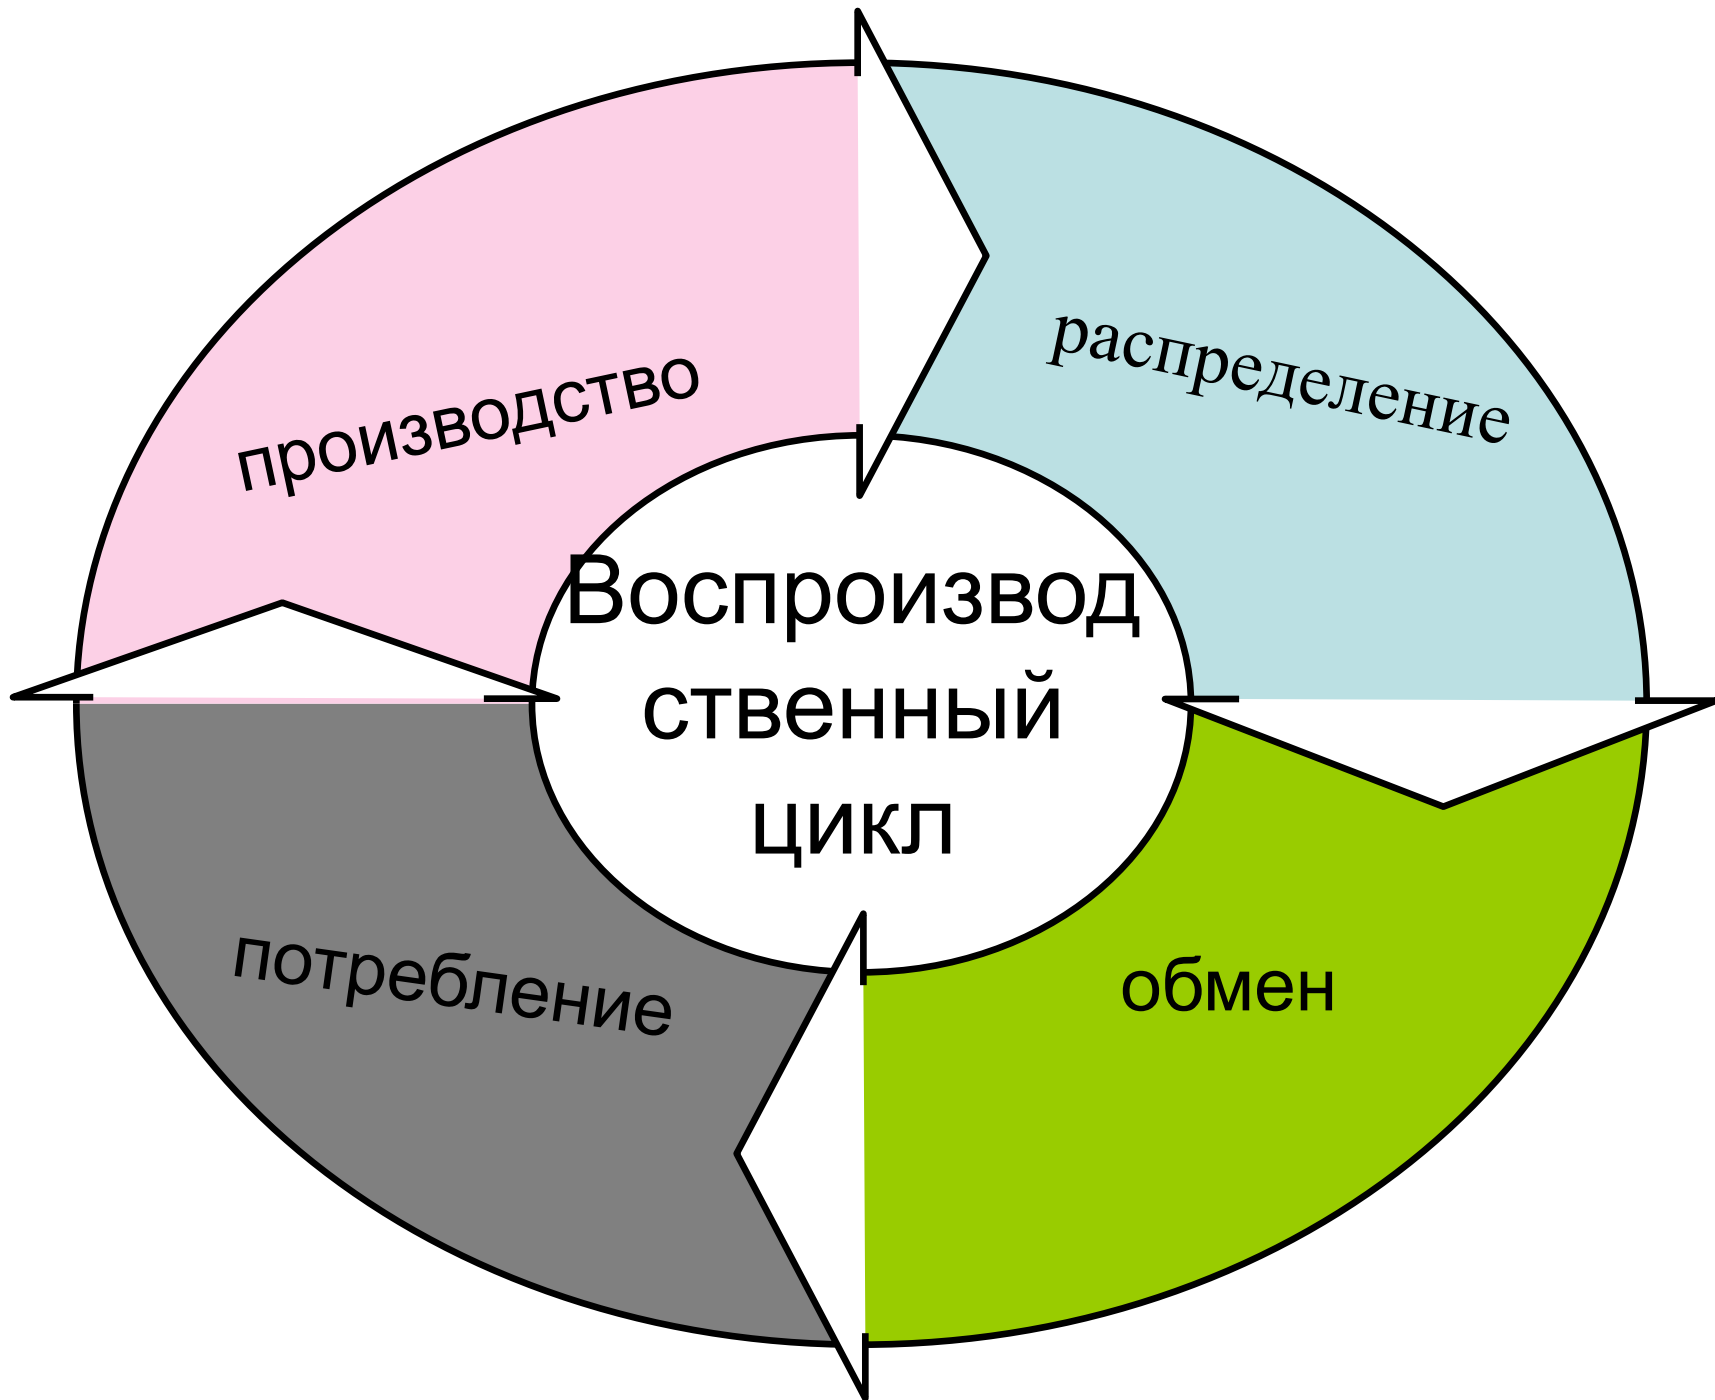 производство
распределение
Воспроизвод
ственный
цикл
потребление
обмен